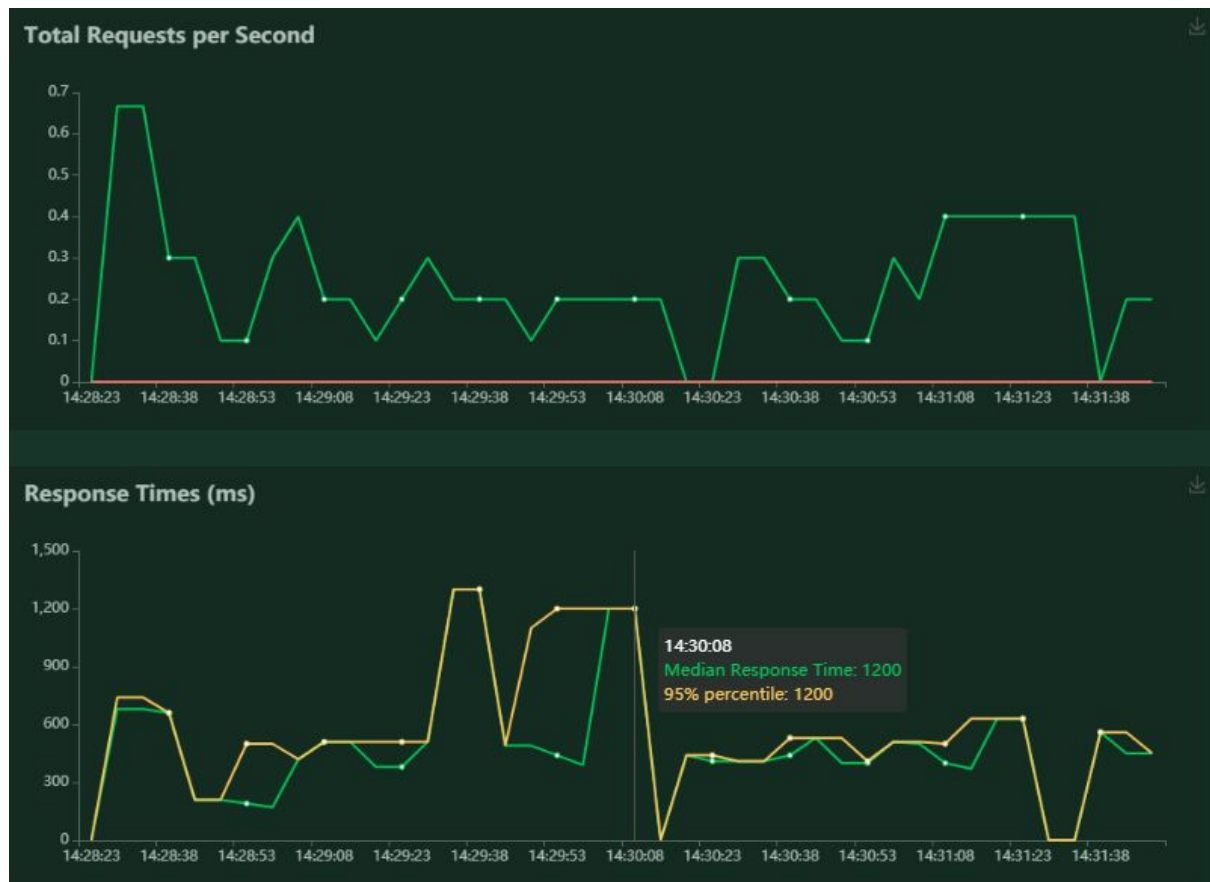 Total Requests per Second
0.7
0.6
0.5
0.4
0.3
0.2
0.1
0
14:28:23 14:28:38 14:28:53 14:29:08 14:29:23 14:29:38 14:29:53 14:30:08 14:30:23 14:30:38 14:30:53 14:31:08 14:31:23 14:31:38
Response Times (ms)
1,500
1,200
900
600
300
0
14:30:08
Median Response Time: 1200
95% percentile: 1200
14:28:23 14:28:38 14:28:53 14:29:08 14:29:23 14:29:38 14:29:53 14:30:08 14:30:23 14:30:38 14:30:53 14:31:08 14:31:23 14:31:38